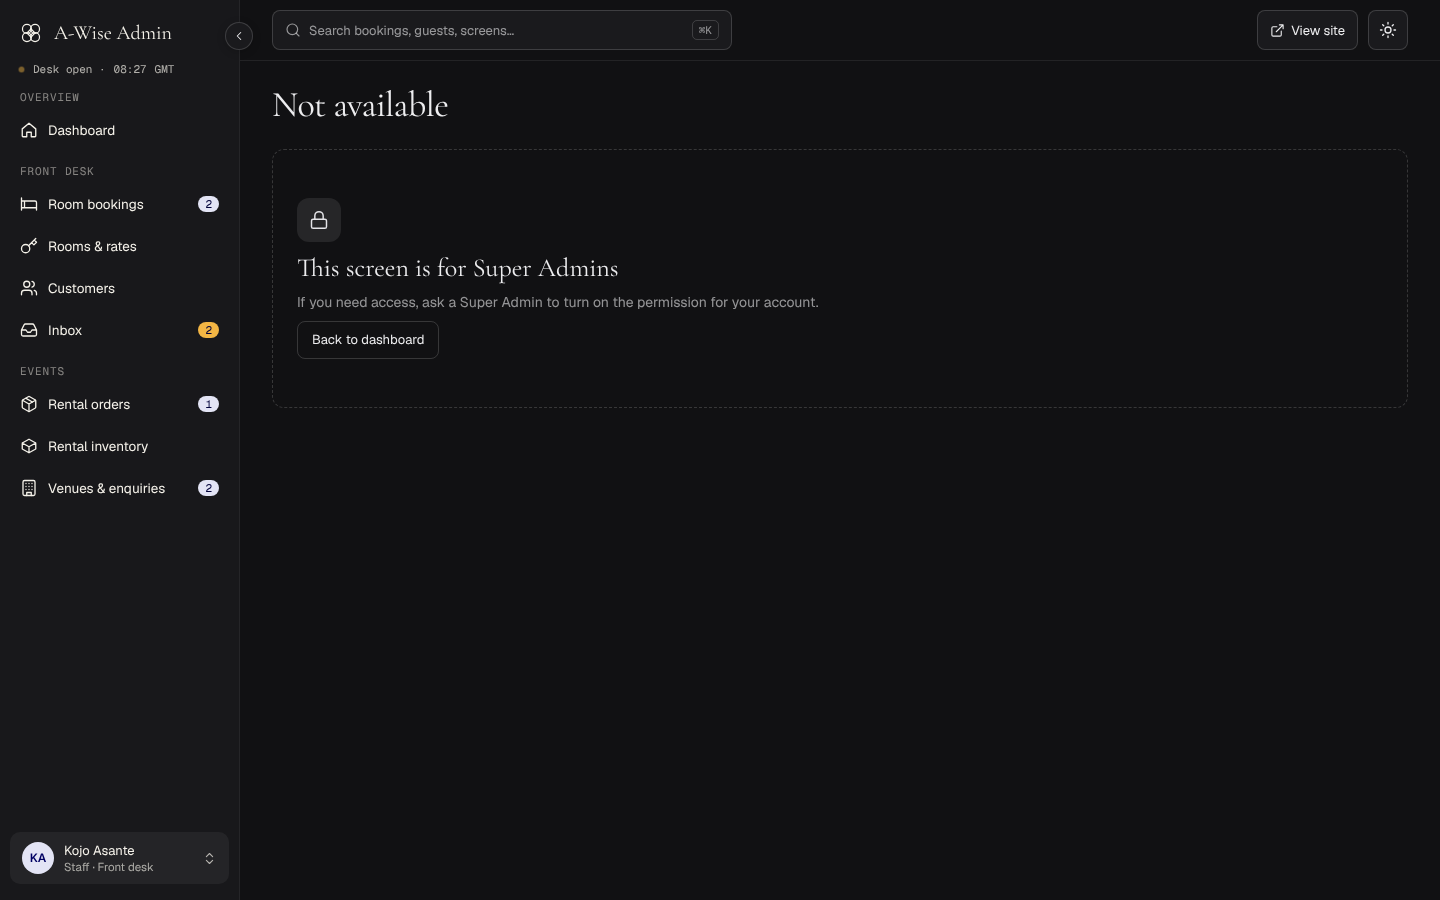 A-Wise Admin
Desk open · 08:27 GMT
OVERVIEW
Dashboard
FRONT DESK
Room bookings 2
Rooms & rates
Customers
Inbox 2
EVENTS
Rental orders 1
Rental inventory
Venues & enquiries 2
KA
Kojo Asante
Staff · Front desk
Search bookings, guests, screens… ⌘K
View site
Not available
This screen is for Super Admins
If you need access, ask a Super Admin to turn on the permission for your account.
Back to dashboard